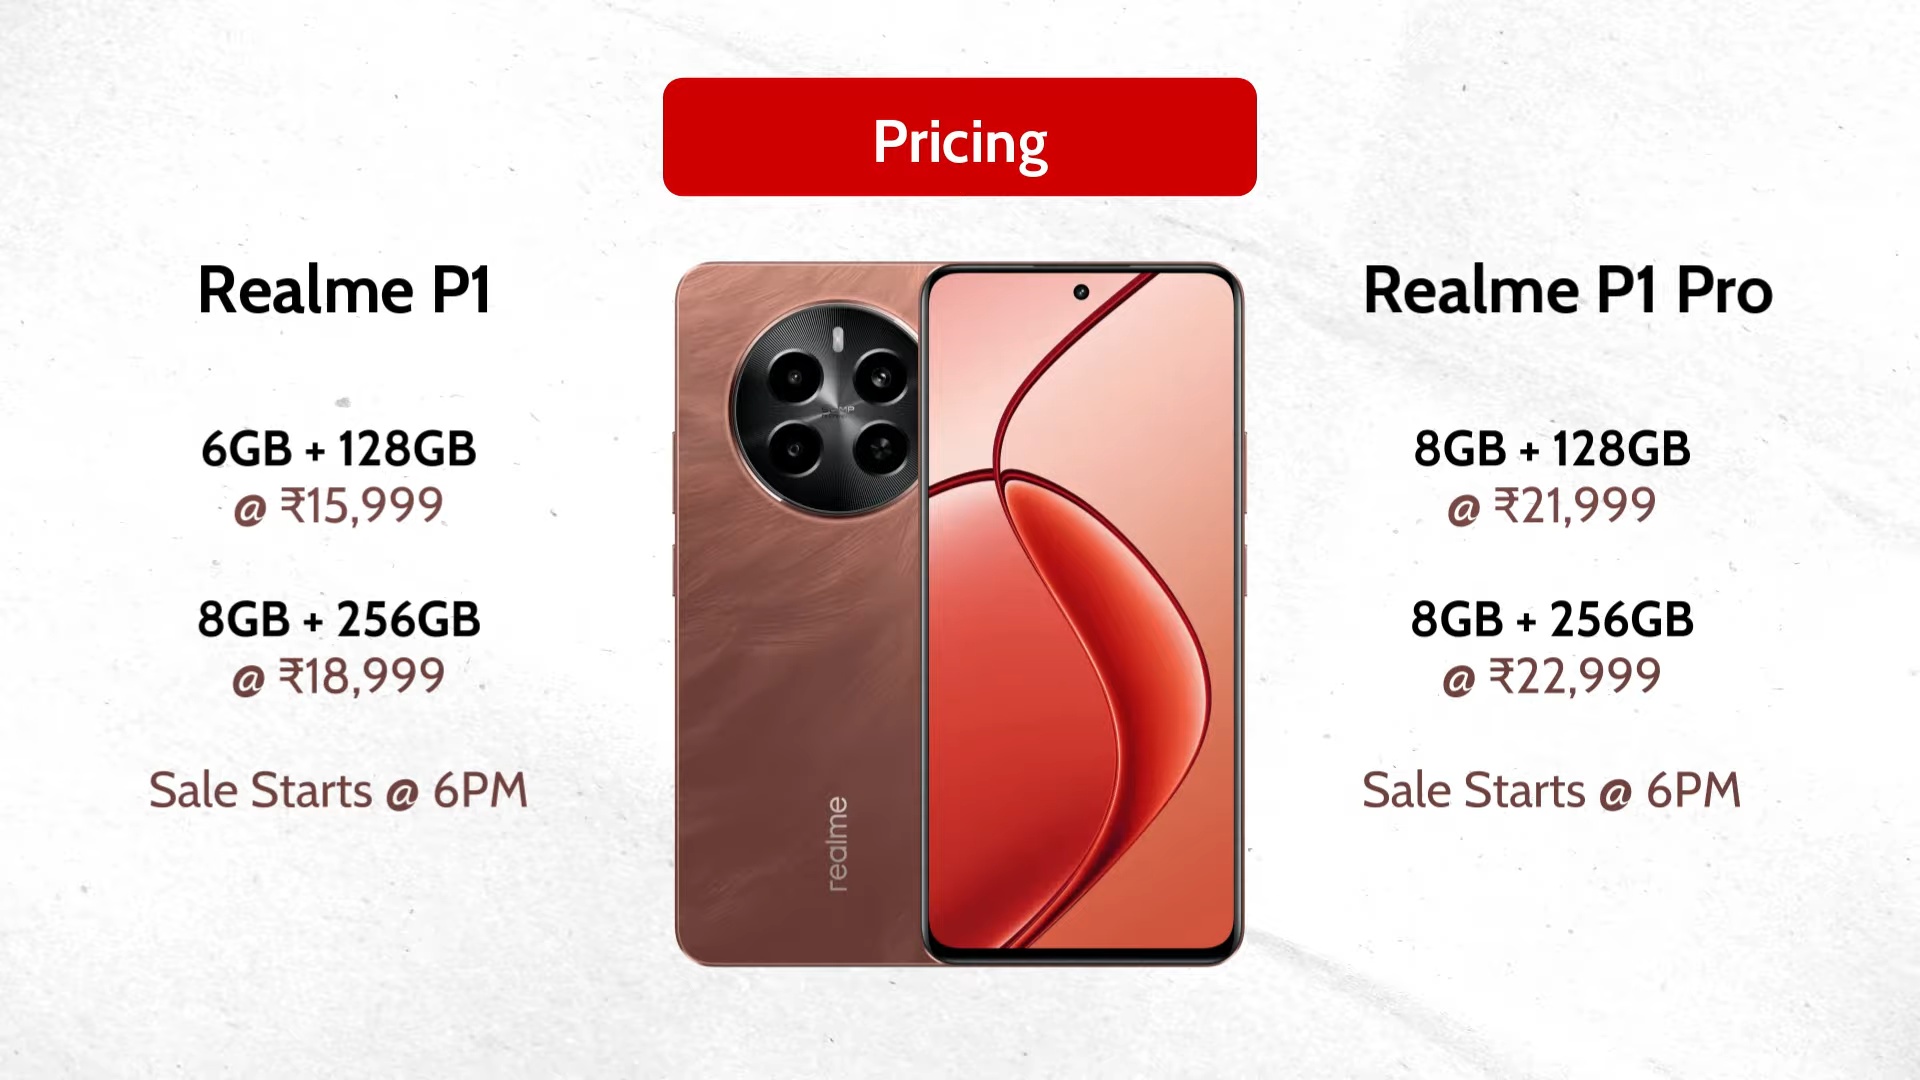 Pricing
Realme P1
6GB + 128GB
@ ₹15,999
8GB + 256GB
@ ₹18,999
Sale Starts @ 6PM
realme
Realme P1 Pro
8GB + 128GB
@ ₹21,999
8GB + 256GB
@ ₹22,999
Sale Starts @ 6PM